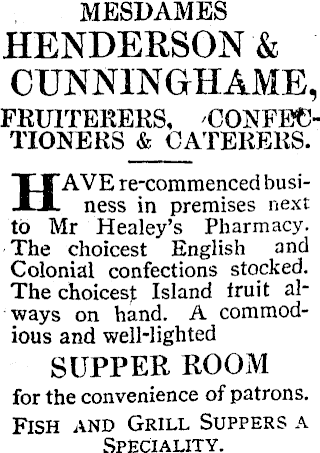 MESDAMES
HENDERSON &
CUNNINGHAME,
FRUITERERS, CONFEC-
TIONERS & CATERERS.
HAVE re-commenced busi-
ness in premises next
to Mr Healey's Pharmacy.
The choicest English and
Colonial confections stocked.
The choicest Island fruit al-
ways on hand. A commod-
ious and well-lighted
SUPPER ROOM
for the convenience of patrons.
FISH AND GRILL SUPPERS A
SPECIALITY.